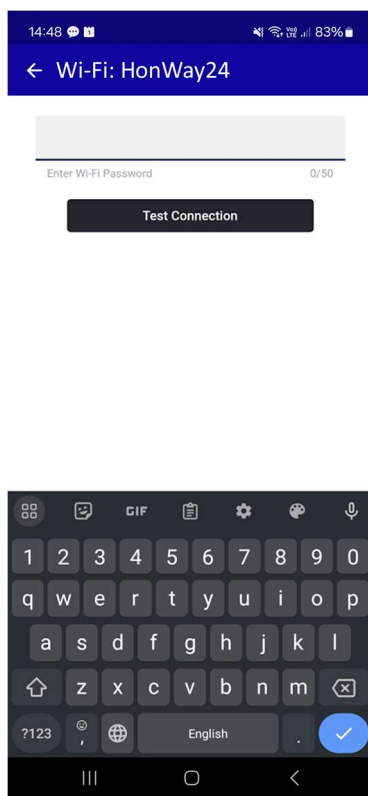 14:48 83%
← Wi-Fi: HonWay24
Enter Wi-Fi Password 0/50
Test Connection
GIF
1 2 3 4 5 6 7 8 9 0
q w e r t y u i o p
a s d f g h j k l
z x c v b n m
?123 , English .